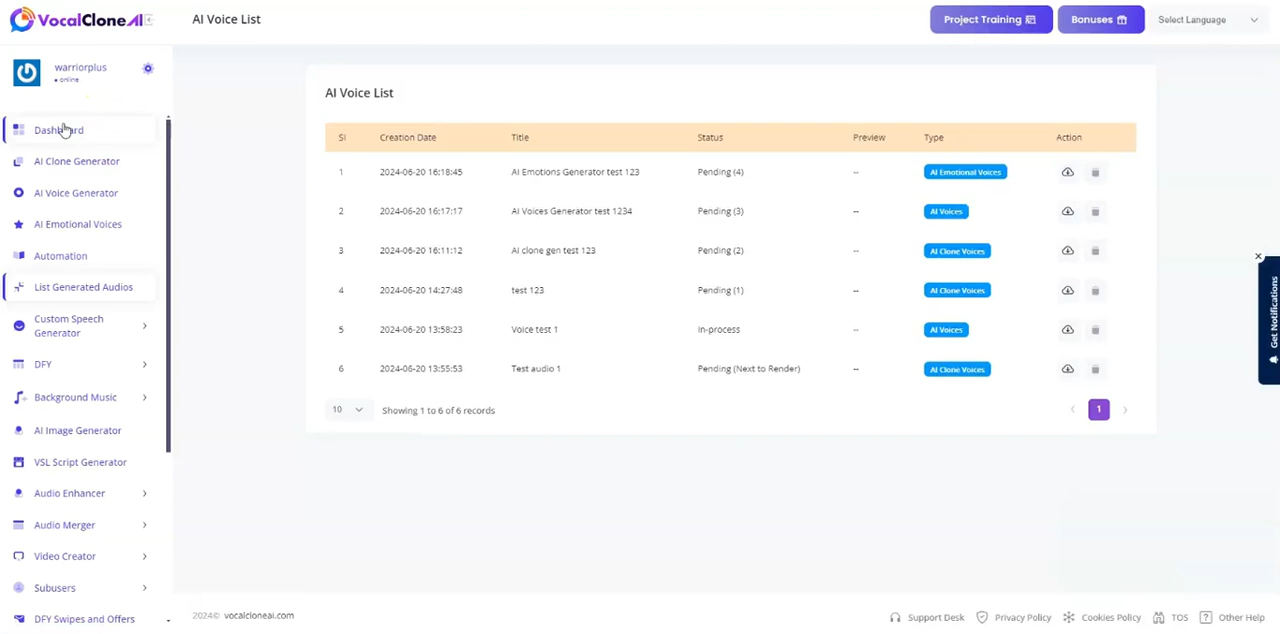 VocalCloneAI
AI Voice List
Project Training
Bonuses
Select Language
warriorplus
online
Dashboard
AI Clone Generator
AI Voice Generator
AI Emotional Voices
Automation
List Generated Audios
Custom Speech
Generator
DFY
Background Music
AI Image Generator
VSL Script Generator
Audio Enhancer
Audio Merger
Video Creator
Subusers
DFY Swipes and Offers
AI Voice List
Sl Creation Date Title Status Preview Type Action
1 2024-06-20 16:18:45 AI Emotions Generator test 123 Pending (4) -- AI Emotional Voices
2 2024-06-20 16:17:17 AI Voices Generator test 1234 Pending (3) -- AI Voices
3 2024-06-20 16:11:12 AI clone gen test 123 Pending (2) -- AI Clone Voices
4 2024-06-20 14:27:48 test 123 Pending (1) -- AI Clone Voices
5 2024-06-20 13:58:23 Voice test 1 In-process -- AI Voices
6 2024-06-20 13:55:53 Test audio 1 Pending (Next to Render) -- AI Clone Voices
10 Showing 1 to 6 of 6 records
1
Get Notifications
2024© vocalcloneai.com
Support Desk Privacy Policy Cookies Policy TOS Other Help